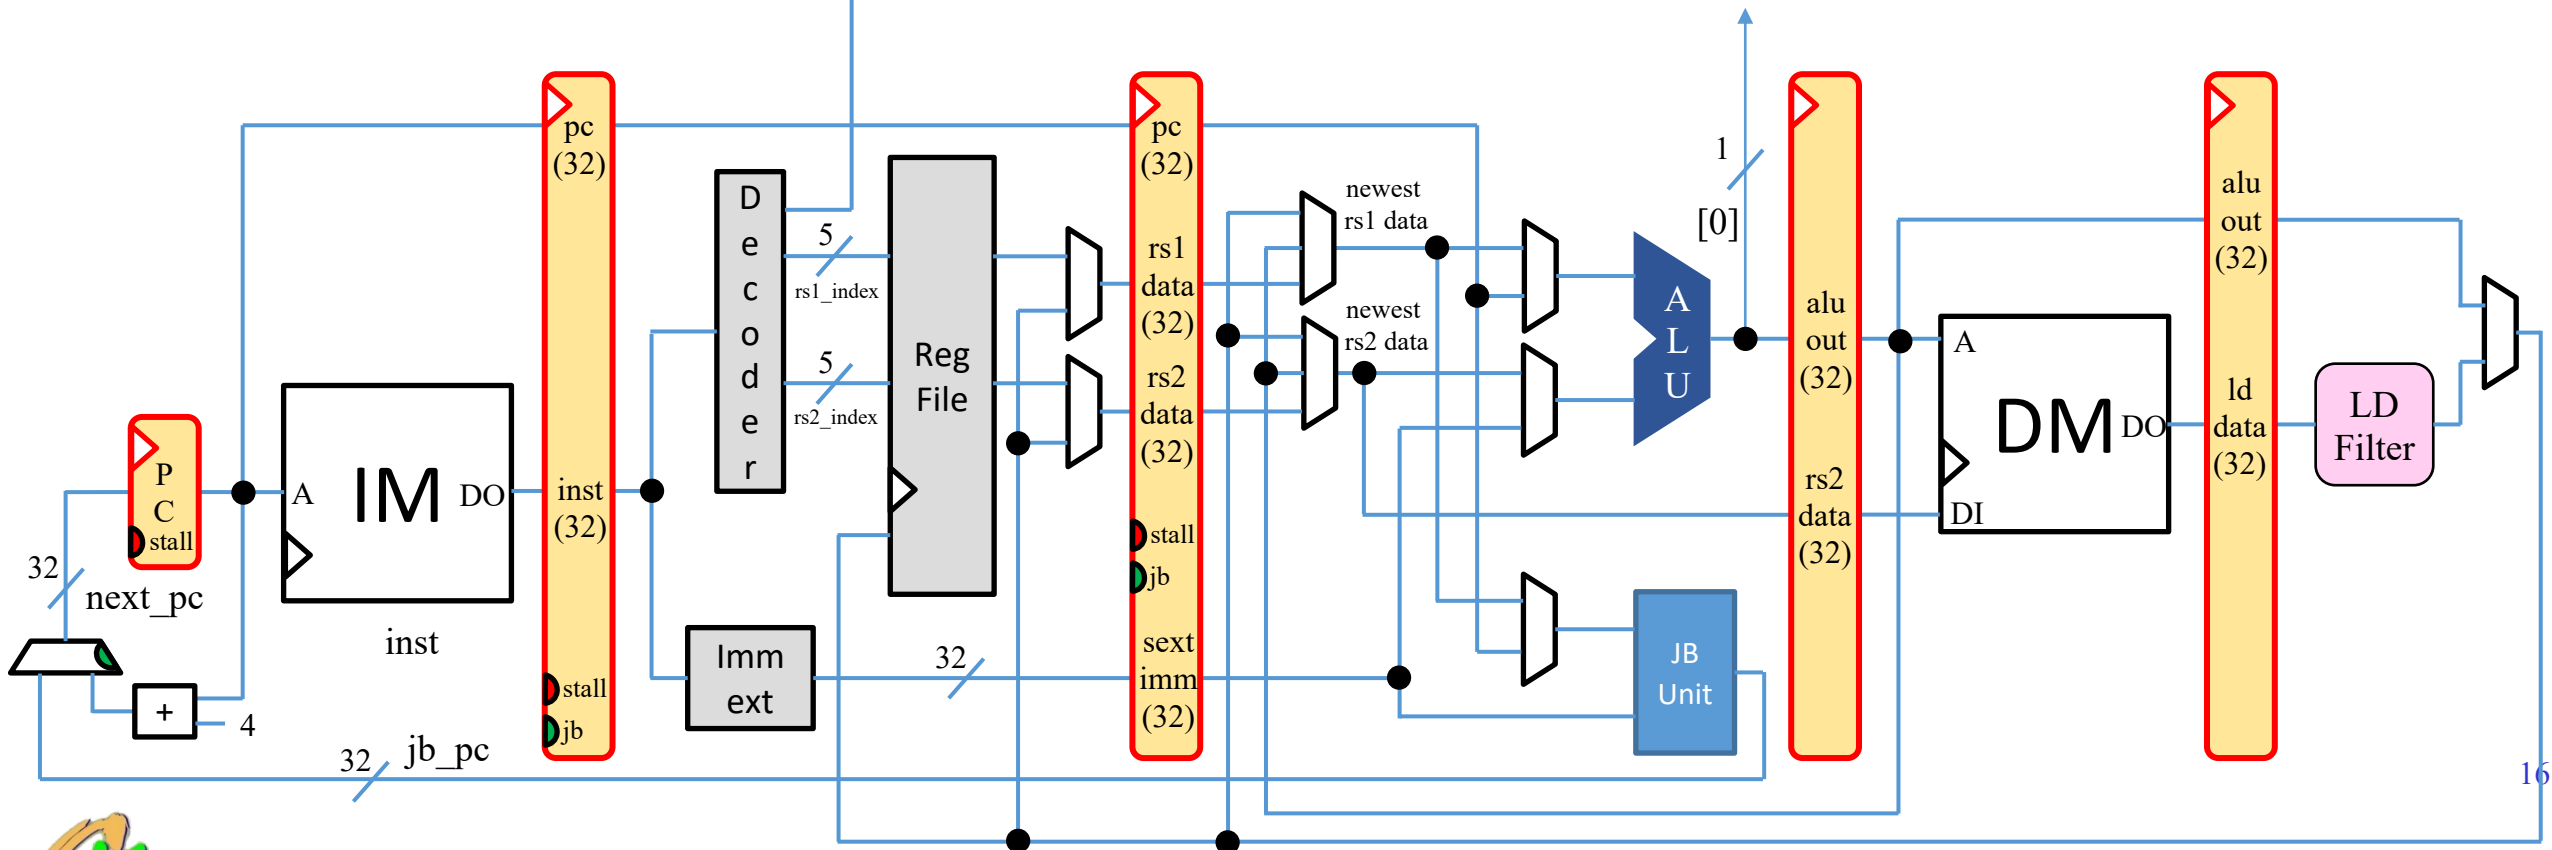 P
C
stall
32
next_pc
+
4
32
jb_pc
A
IM
DO
inst
pc
(32)
inst
(32)
stall
jb
D
e
c
o
d
e
r
5
rs1_index
5
rs2_index
Reg
File
Imm
ext
32
pc
(32)
rs1
data
(32)
rs2
data
(32)
stall
jb
sext
imm
(32)
newest
rs1 data
newest
rs2 data
A
L
U
1
[0]
JB
Unit
alu
out
(32)
rs2
data
(32)
A
DM
DO
DI
alu
out
(32)
ld
data
(32)
LD
Filter
16